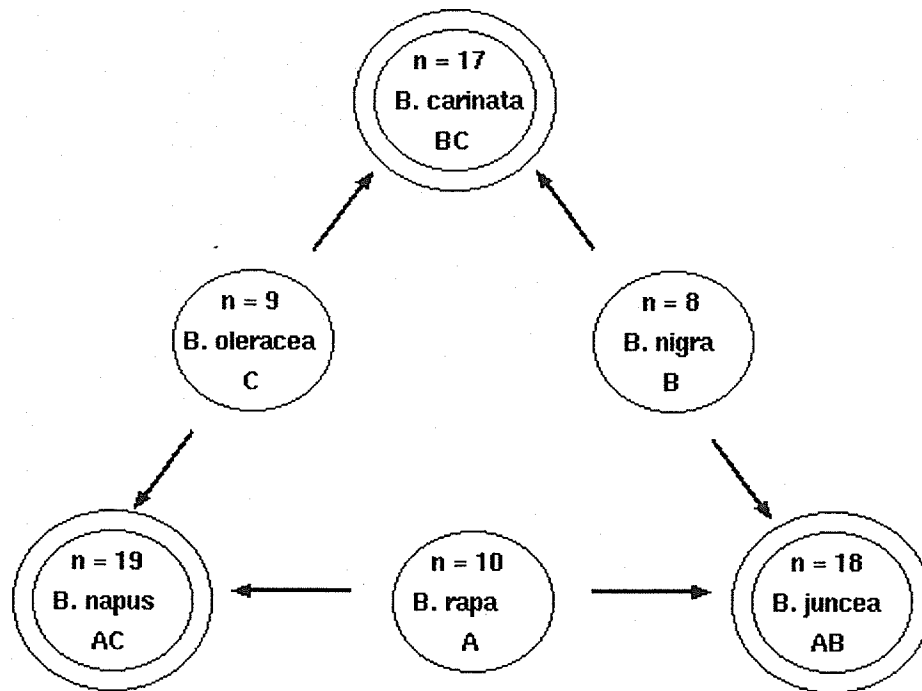 n = 17
B. carinata
BC
n = 9
B. oleracea
C
n = 8
B. nigra
B
n = 19
B. napus
AC
n = 10
B. rapa
A
n = 18
B. juncea
AB